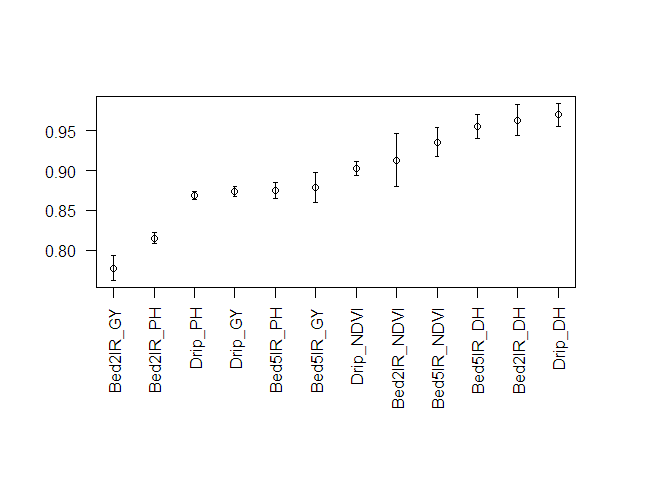 0.95
0.90
0.85
0.80
Bed2IR_GY
Bed2IR_PH
Drip_PH
Drip_GY
Bed5IR_PH
Bed5IR_GY
Drip_NDVI
Bed2IR_NDVI
Bed5IR_NDVI
Bed5IR_DH
Bed2IR_DH
Drip_DH